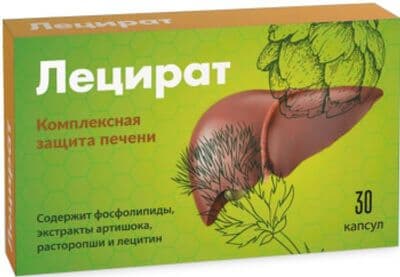 Лецират
Комплексная
защита печени
Содержит фосфолипиды,
экстракты артишока,
расторопши и лецитин
30
капсул